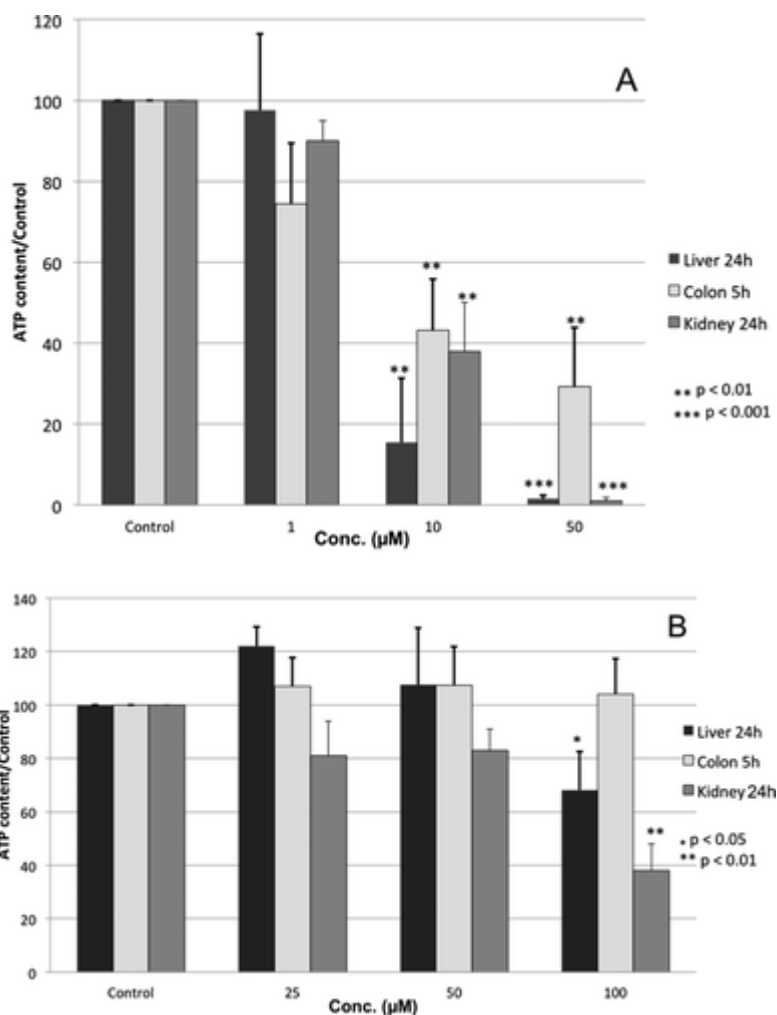 120
100
80
60
40
20
0
ATP content/Control
A
**
**
**
**
***
***
Control
1
10
50
Conc. (µM)
Liver 24h
Colon 5h
Kidney 24h
** p < 0.01
*** p < 0.001
140
120
100
80
60
40
20
0
ATP content/Control
B
*
**
Control
25
50
100
Conc. (µM)
Liver 24h
Colon 5h
Kidney 24h
* p < 0.05
** p < 0.01